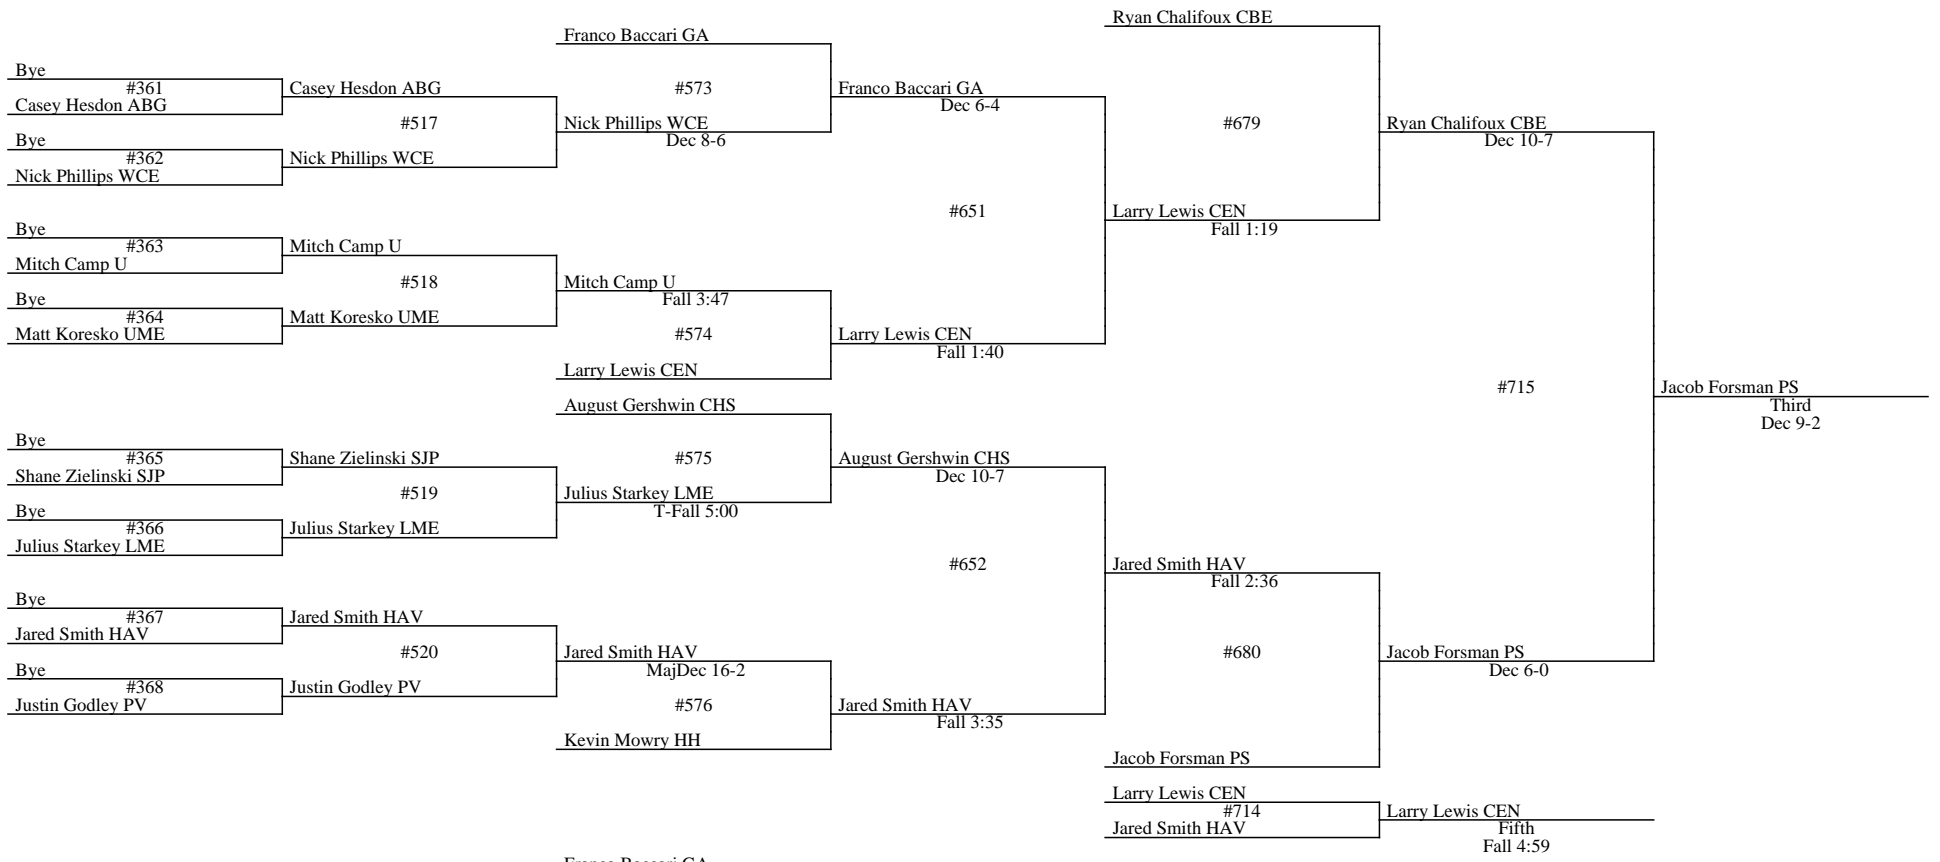 Ryan Chalifoux CBE
Franco Baccari GA
Bye
#361
Casey Hesdon ABG
Casey Hesdon ABG
#573
Franco Baccari GA
Dec 6-4
#517
Nick Phillips WCE
Dec 8-6
#679
Ryan Chalifoux CBE
Dec 10-7
Bye
#362
Nick Phillips WCE
Nick Phillips WCE
#651
Larry Lewis CEN
Fall 1:19
Bye
#363
Mitch Camp U
Mitch Camp U
#518
Mitch Camp U
Fall 3:47
Bye
#364
Matt Koresko UME
Matt Koresko UME
#574
Larry Lewis CEN
Fall 1:40
Larry Lewis CEN
#715
Jacob Forsman PS
Third
Dec 9-2
August Gershwin CHS
Bye
#365
Shane Zielinski SJP
Shane Zielinski SJP
#575
August Gershwin CHS
Dec 10-7
#519
Julius Starkey LME
T-Fall 5:00
Bye
#366
Julius Starkey LME
Julius Starkey LME
#652
Jared Smith HAV
Fall 2:36
Bye
#367
Jared Smith HAV
Jared Smith HAV
#520
Jared Smith HAV
MajDec 16-2
#680
Jacob Forsman PS
Dec 6-0
Bye
#368
Justin Godley PV
Justin Godley PV
#576
Jared Smith HAV
Fall 3:35
Kevin Mowry HH
Jacob Forsman PS
Larry Lewis CEN
#714
Jared Smith HAV
Larry Lewis CEN
Fifth
Fall 4:59
Franco Baccari GA